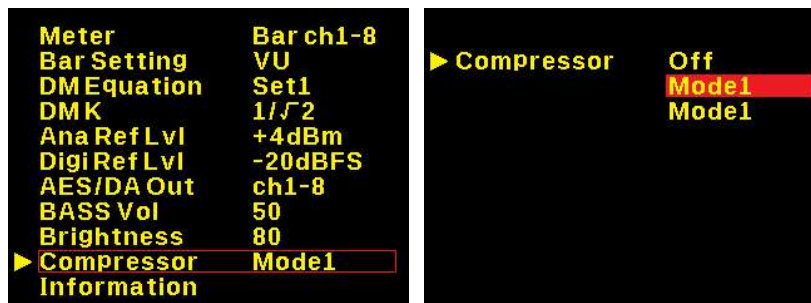 Meter Bar ch1-8
Bar Setting VU
DM Equation Set1
DM K 1/√2
Ana Ref Lvl +4dBm
Digi Ref Lvl -20dBFS
AES/DA Out ch1-8
BASS Vol 50
Brightness 80
Compressor Mode1
Information
Compressor Off
Mode1
Mode1